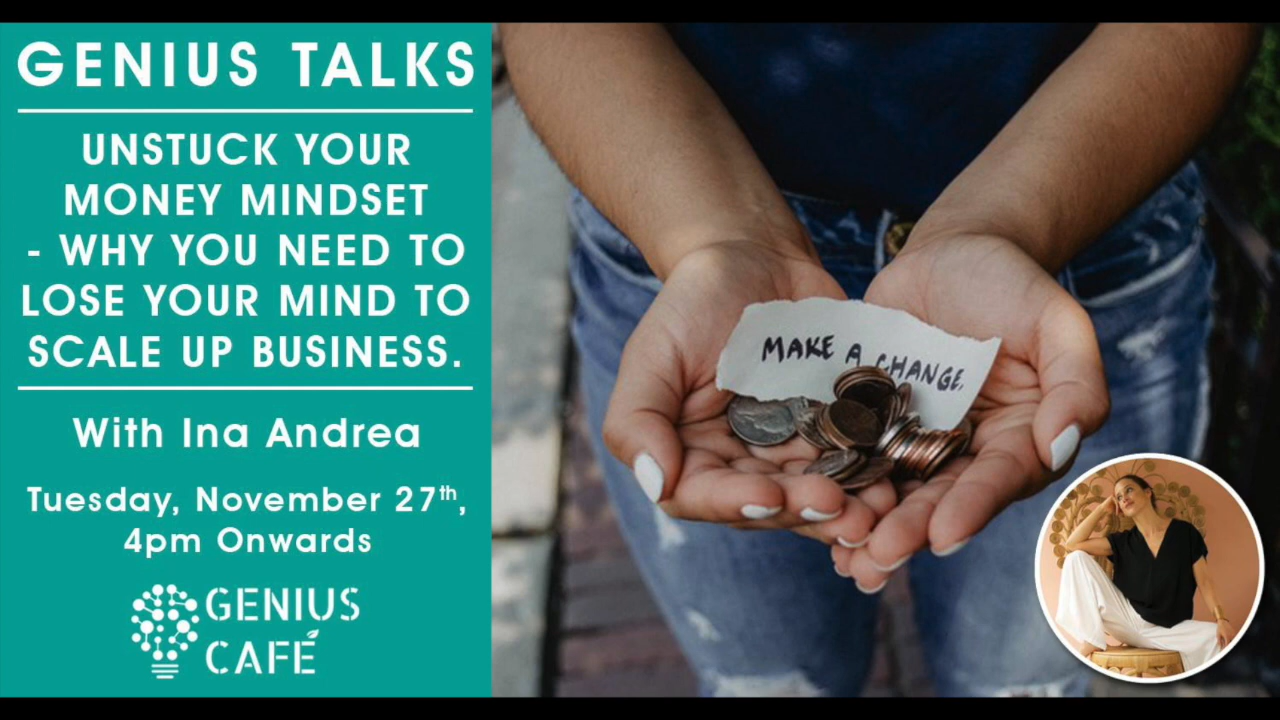 GENIUS TALKS
UNSTUCK YOUR
MONEY MINDSET
- WHY YOU NEED TO
LOSE YOUR MIND TO
SCALE UP BUSINESS.
With Ina Andrea
Tuesday, November 27th,
4pm Onwards
GENIUS
CAFÉ
MAKE A CHANGE.